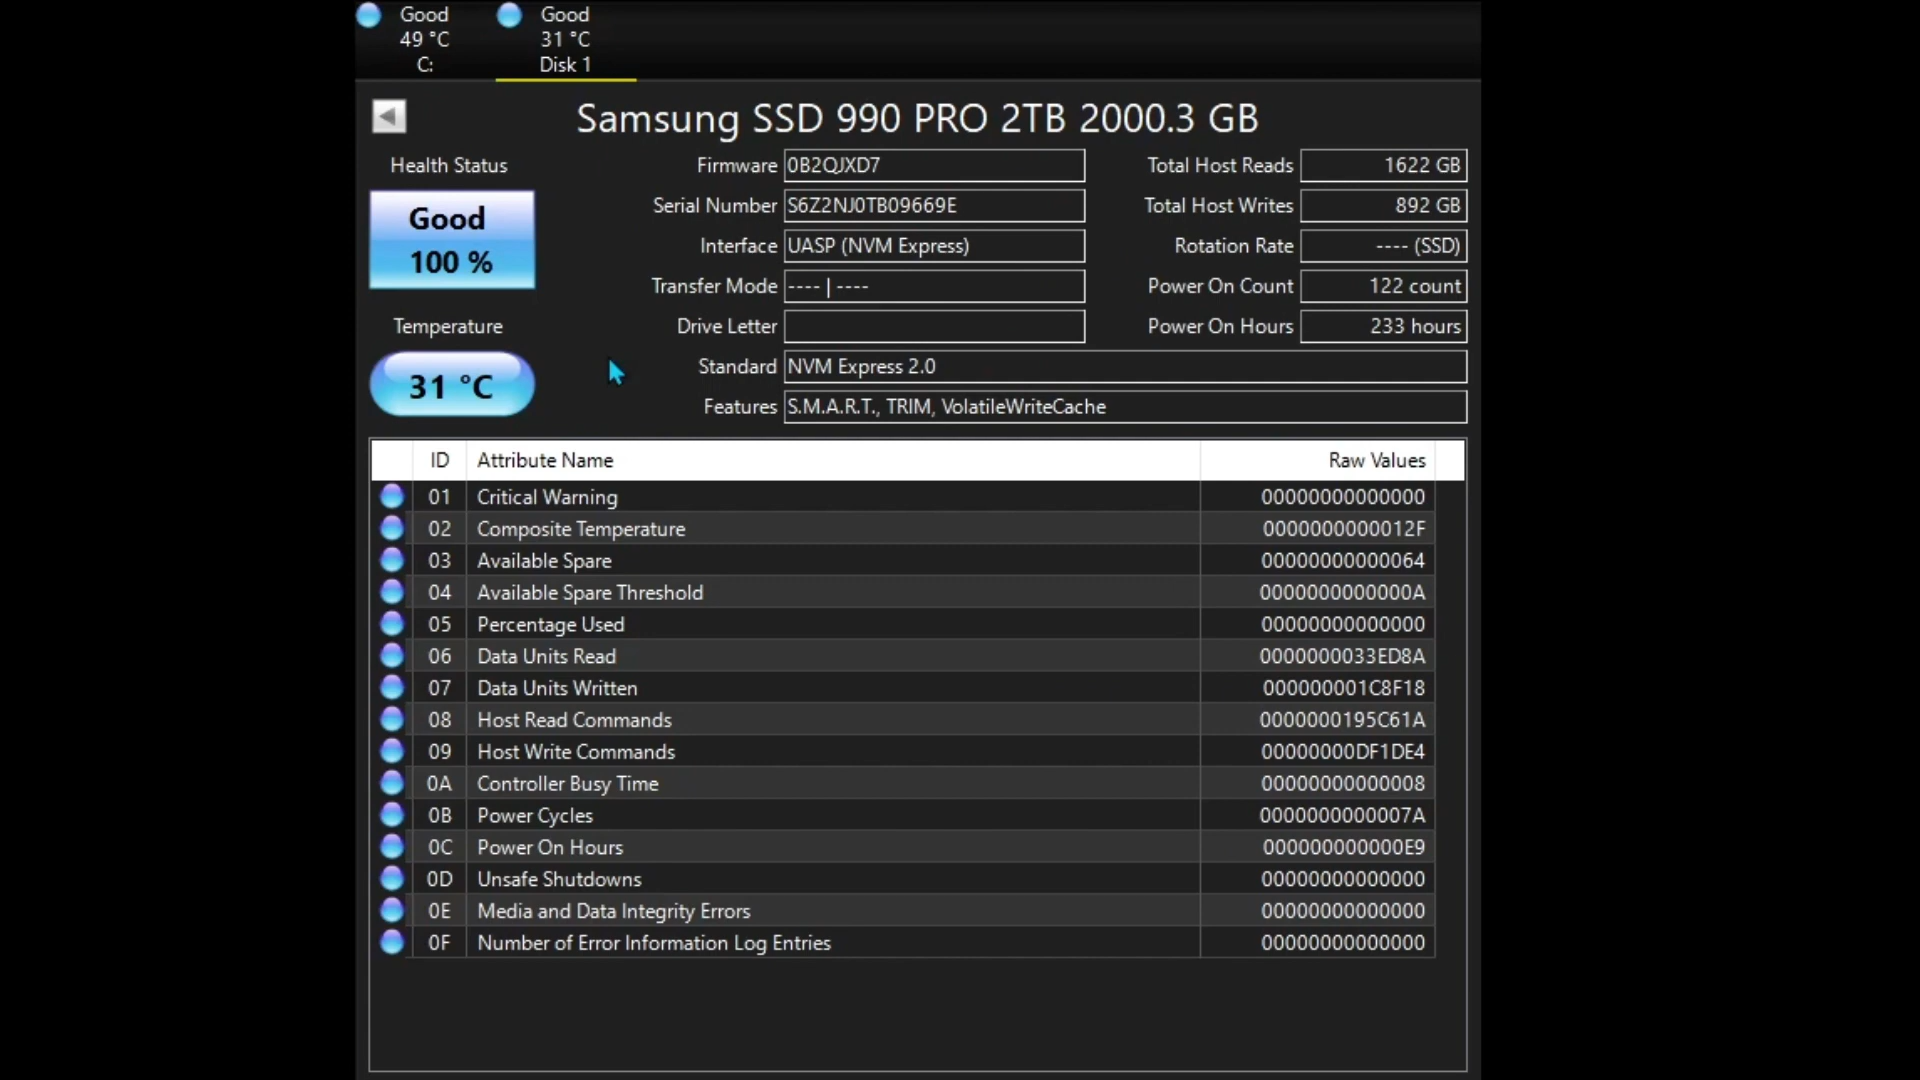 Good Good
49 °C 31 °C
C: Disk 1
Samsung SSD 990 PRO 2TB 2000.3 GB
Health Status
Good
100 %
Temperature
31 °C
Firmware 0B2QJXD7
Serial Number S6Z2NJ0TB09669E
Interface UASP (NVM Express)
Transfer Mode ---- | ----
Drive Letter
Total Host Reads 1622 GB
Total Host Writes 892 GB
Rotation Rate ---- (SSD)
Power On Count 122 count
Power On Hours 233 hours
Standard NVM Express 2.0
Features S.M.A.R.T., TRIM, VolatileWriteCache
ID Attribute Name Raw Values
01 Critical Warning 00000000000000
02 Composite Temperature 0000000000012F
03 Available Spare 00000000000064
04 Available Spare Threshold 0000000000000A
05 Percentage Used 00000000000000
06 Data Units Read 0000000033ED8A
07 Data Units Written 000000001C8F18
08 Host Read Commands 0000000195C61A
09 Host Write Commands 00000000DF1DE4
0A Controller Busy Time 00000000000008
0B Power Cycles 0000000000007A
0C Power On Hours 000000000000E9
0D Unsafe Shutdowns 00000000000000
0E Media and Data Integrity Errors 00000000000000
0F Number of Error Information Log Entries 00000000000000